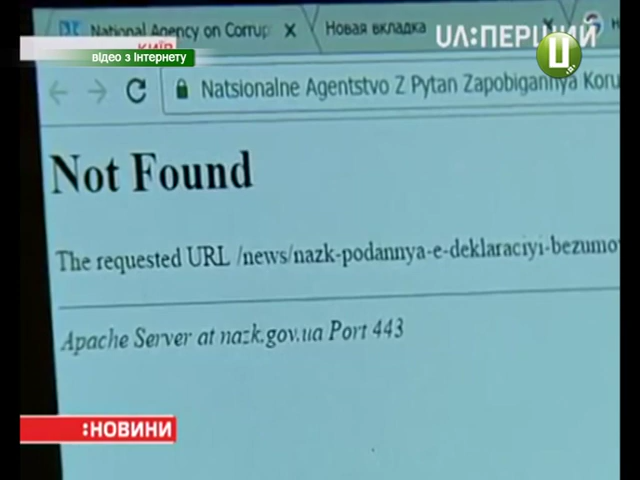 National Agency on Corrup
Новая вкладка
UA:ПЕРШИЙ
КИЇВ
відео з інтернету
Ц
Natsionalne Agentstvo Z Pytan Zapobigannya Koru
Not Found
The requested URL /news/nazk-podannya-e-deklaraciyi-bezumo
Apache Server at nazk.gov.ua Port 443
:НОВИНИ